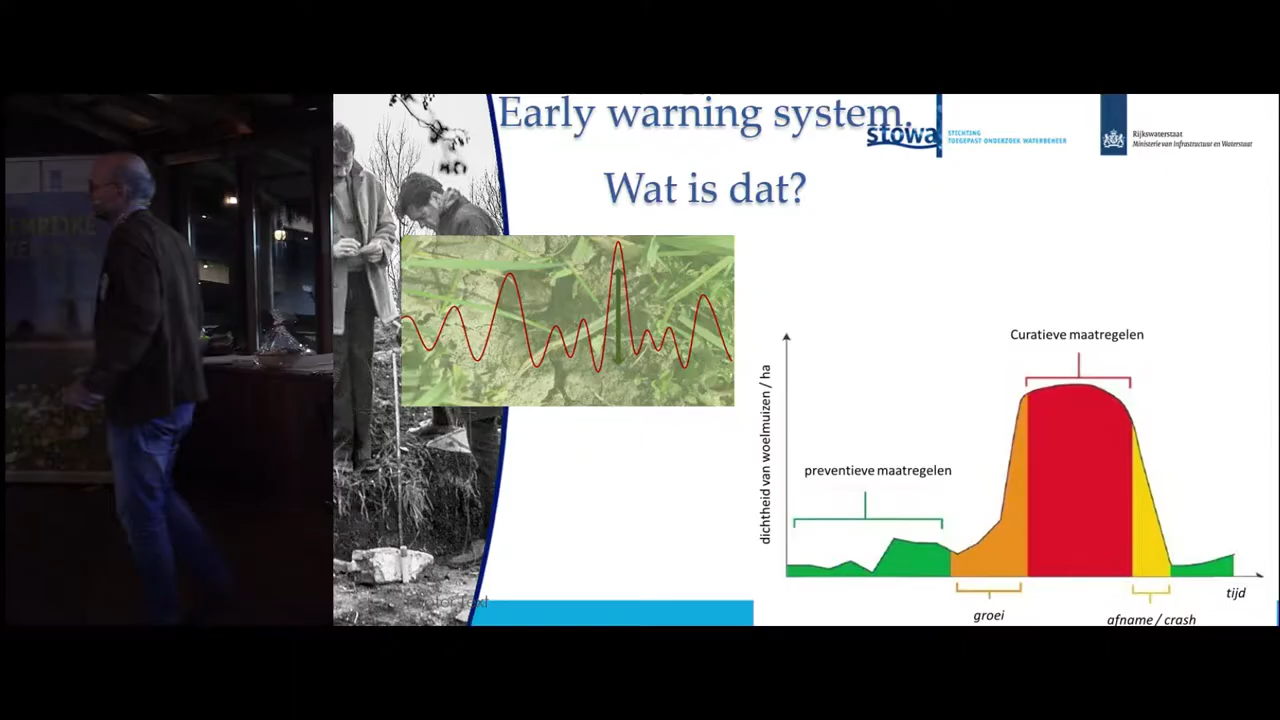 Early warning system.
Wat is dat?
stowa
STICHTING
TOEGEPAST ONDERZOEK WATERBEHEER
Rijkswaterstaat
Ministerie van Infrastructuur en Waterstaat
Curatieve maatregelen
preventieve maatregelen
dichtheid van woelmuizen / ha
tijd
groei
afname / crash